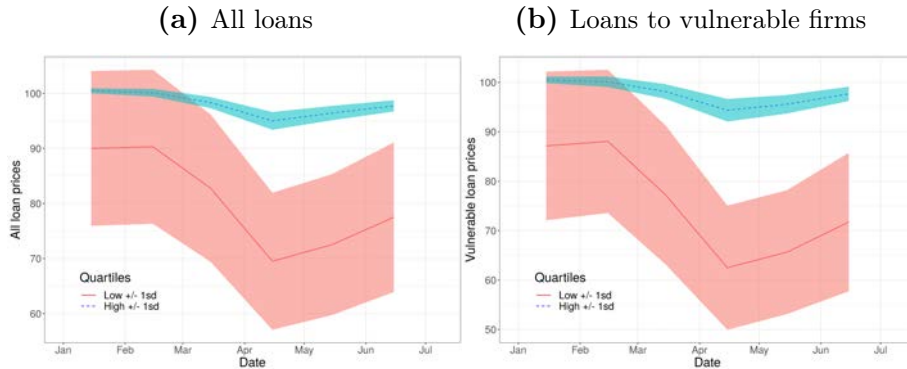 (a) All loans
All loan prices
100
90
80
70
60
Quartiles
Low +/- 1sd
High +/- 1sd
Jan Feb Mar Apr May Jun Jul
Date
(b) Loans to vulnerable firms
Vulnerable loan prices
100
90
80
70
60
50
Quartiles
Low +/- 1sd
High +/- 1sd
Jan Feb Mar Apr May Jun Jul
Date